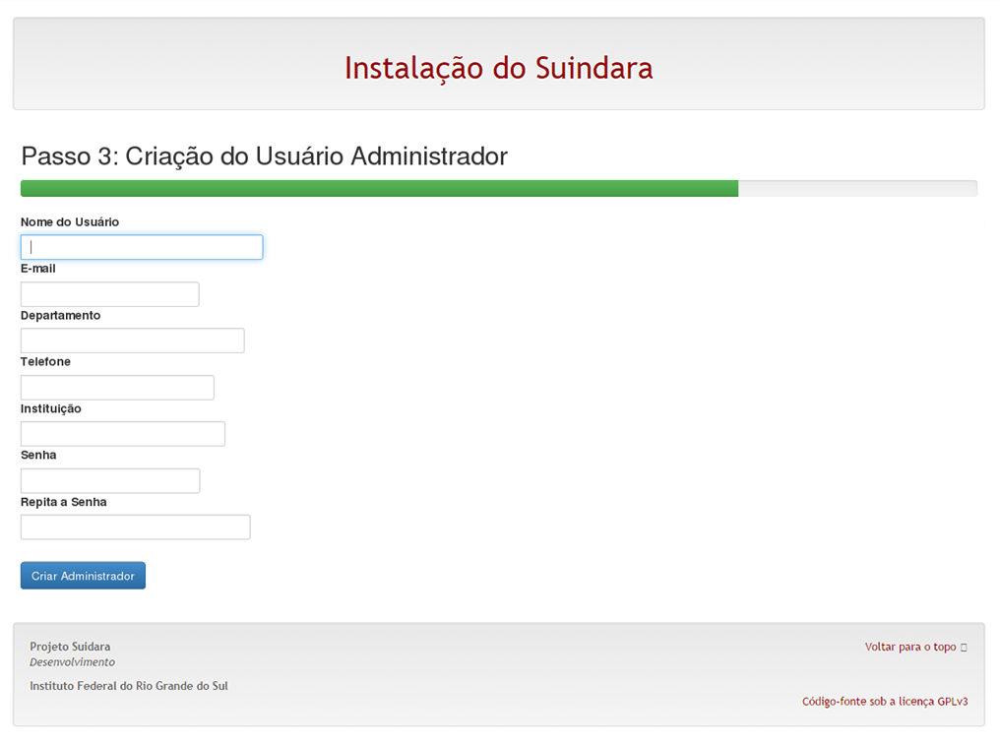 Instalação do Suindara
Passo 3: Criação do Usuário Administrador
Nome do Usuário
E-mail
Departamento
Telefone
Instituição
Senha
Repita a Senha
Criar Administrador
Projeto Suidara
Desenvolvimento
Instituto Federal do Rio Grande do Sul
Voltar para o topo
Código-fonte sob a licença GPLv3